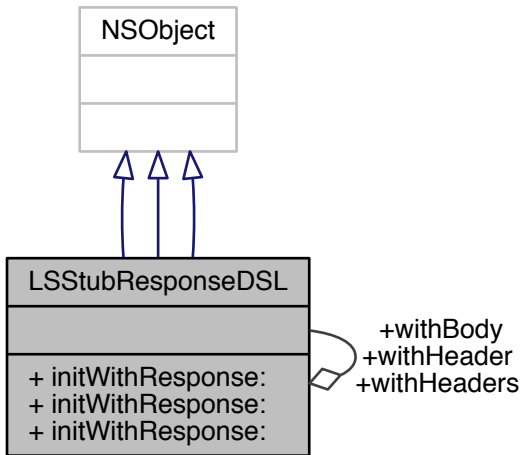 NSObject
LSStubResponseDSL
+withBody
+withHeader
+withHeaders
+ initWithResponse:
+ initWithResponse:
+ initWithResponse: